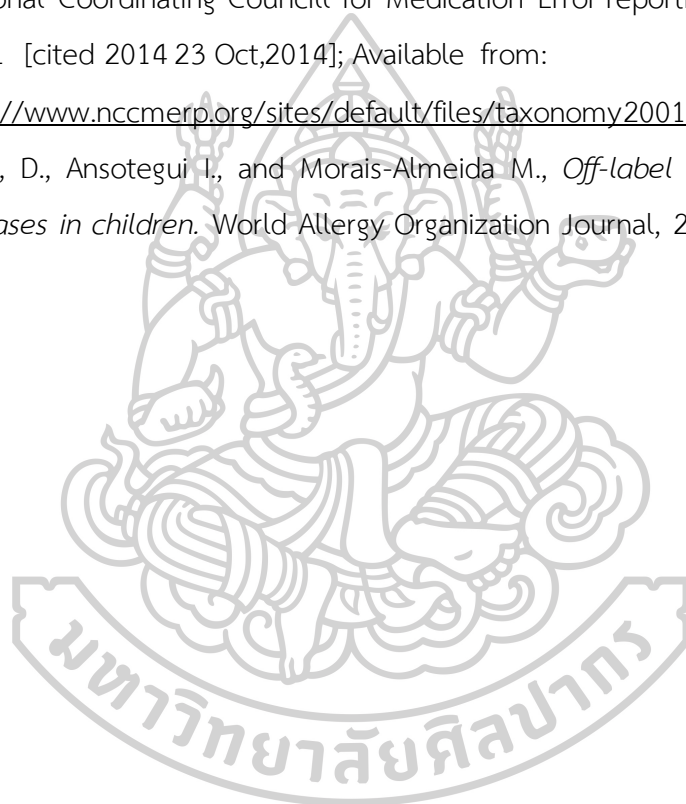 onal Coordinating Councill for Medication Error reporti
[cited 2014 23 Oct,2014]; Available from:
//www.nccmerp.org/sites/default/files/taxonomy2001
, D., Ansotegui I., and Morais-Almeida M., Off-label
ases in children. World Allergy Organization Journal, 2
มหาวิทยาลัยศิลปากร